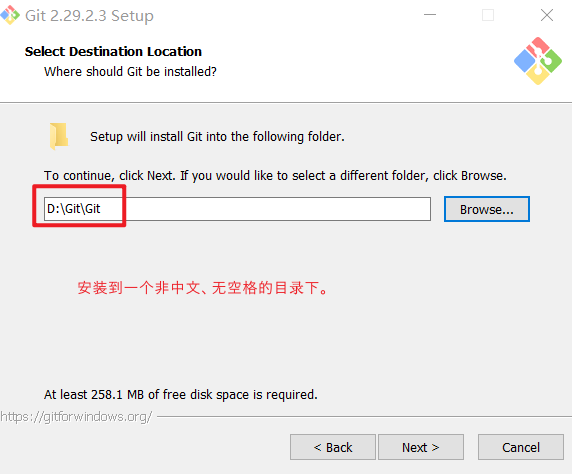 Git 2.29.2.3 Setup
Select Destination Location
Where should Git be installed?
Setup will install Git into the following folder.
To continue, click Next. If you would like to select a different folder, click Browse.
D:\Git\Git
Browse...
安装到一个非中文、无空格的目录下。
At least 258.1 MB of free disk space is required.
https://gitforwindows.org/
< Back
Next >
Cancel